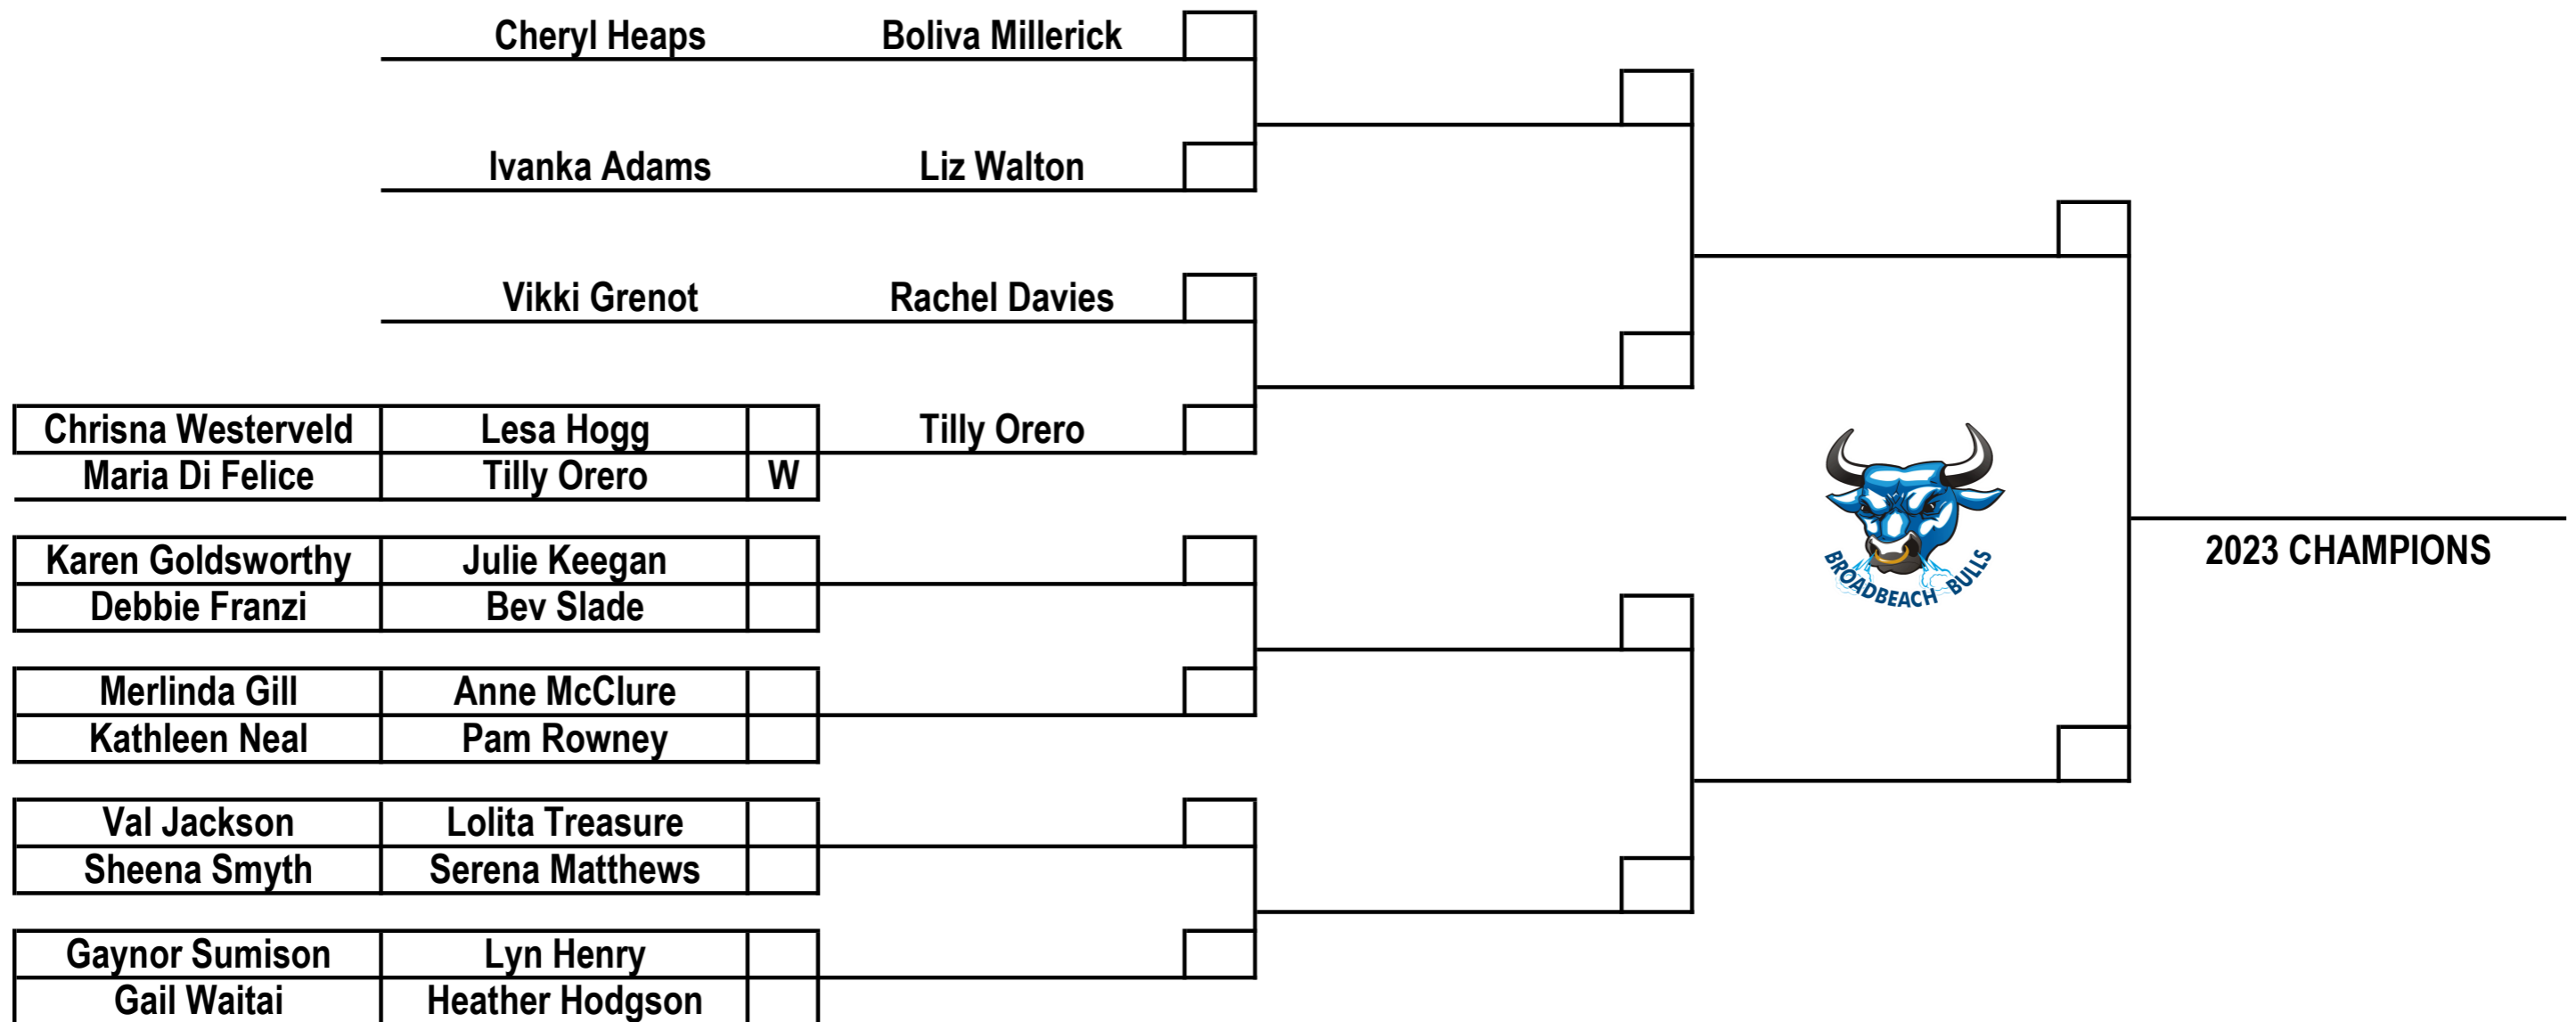 Cheryl Heaps Boliva Millerick
Ivanka Adams Liz Walton
Vikki Grenot Rachel Davies
Chrisna Westerveld Lesa Hogg Tilly Orero
Maria Di Felice Tilly Orero W
Karen Goldsworthy Julie Keegan
2023 CHAMPIONS
BROADBEACH BULLS
Debbie Franzi Bev Slade
Merlinda Gill Anne McClure
Kathleen Neal Pam Rowney
Val Jackson Lolita Treasure
Sheena Smyth Serena Matthews
Gaynor Sumison Lyn Henry
Gail Waitai Heather Hodgson